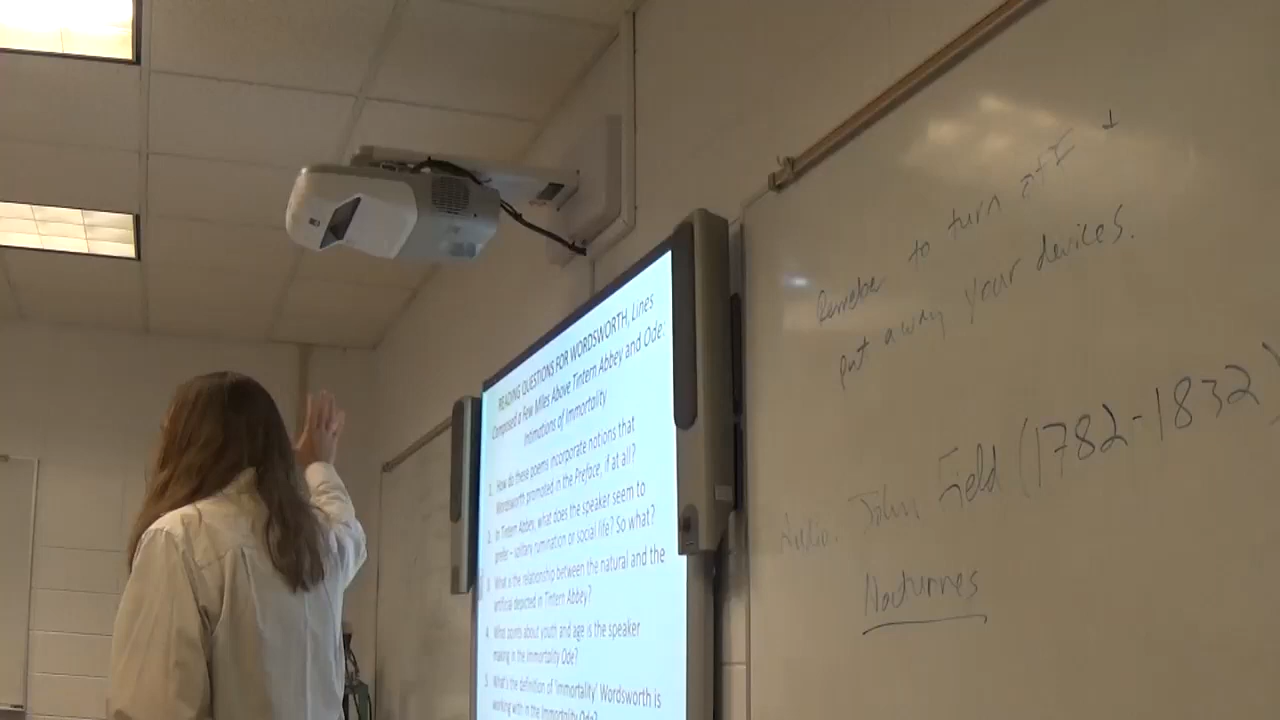 READING QUESTIONS FOR WORDSWORTH, Lines
Composed a Few Miles Above Tintern Abbey and Ode:
Intimations of Immortality
1. How do these poems incorporate notions that
Wordsworth promoted in the Preface, if at all?
2. In Tintern Abbey, what does the speaker seem to
prefer – solitary rumination or social life? So what?
3. What is the relationship between the natural and the
artificial depicted in Tintern Abbey?
4. What points about youth and age is the speaker
making in the Immortality Ode?
5. What's the definition of 'immortality' Wordsworth is
working with in the Immortality Ode?
to turn off ↓
put away your devices.
John Field (1782-1832)
Nocturnes